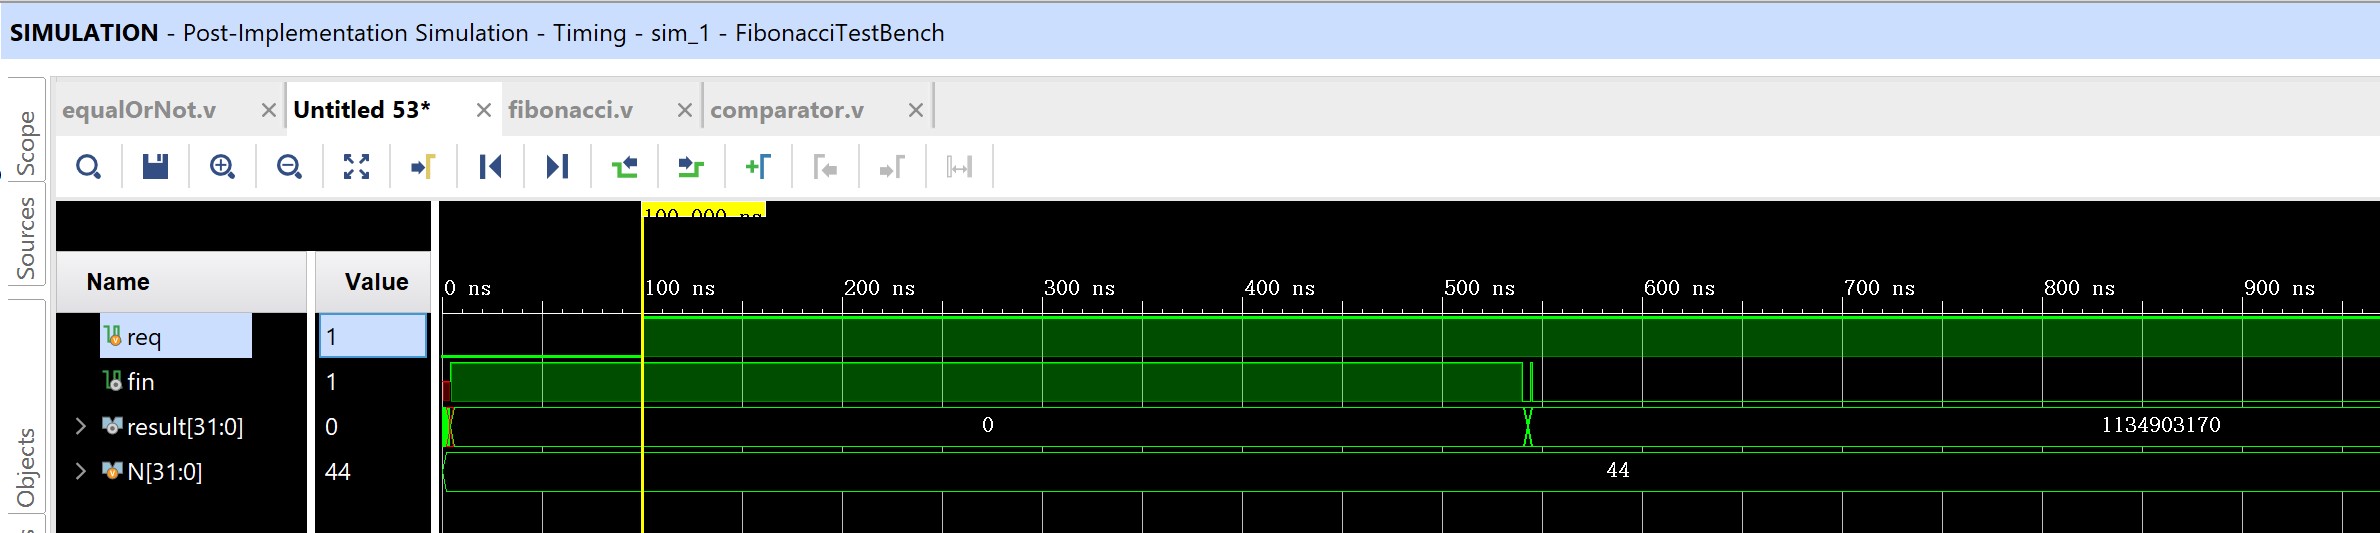 SIMULATION - Post-Implementation Simulation - Timing - sim_1 - FibonacciTestBench
equalOrNot.v Untitled 53* fibonacci.v comparator.v
Scope
Sources
Objects
100.000 ns
Name Value
0 ns 100 ns 200 ns 300 ns 400 ns 500 ns 600 ns 700 ns 800 ns 900 ns
req 1
fin 1
result[31:0] 0 0 1134903170
N[31:0] 44 44